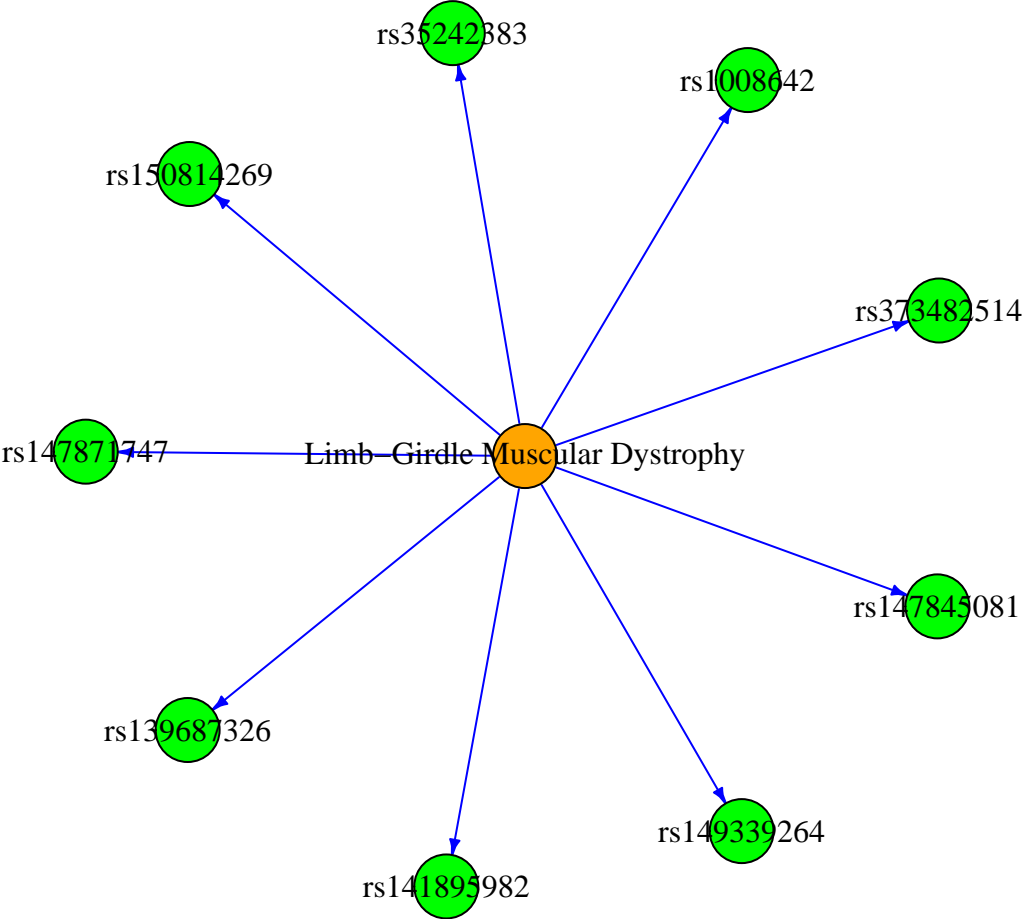 rs35242383
rs1008642
rs150814269
rs373482514
rs147871747
Limb−Girdle Muscular Dystrophy
rs147845081
rs139687326
rs149339264
rs141895982